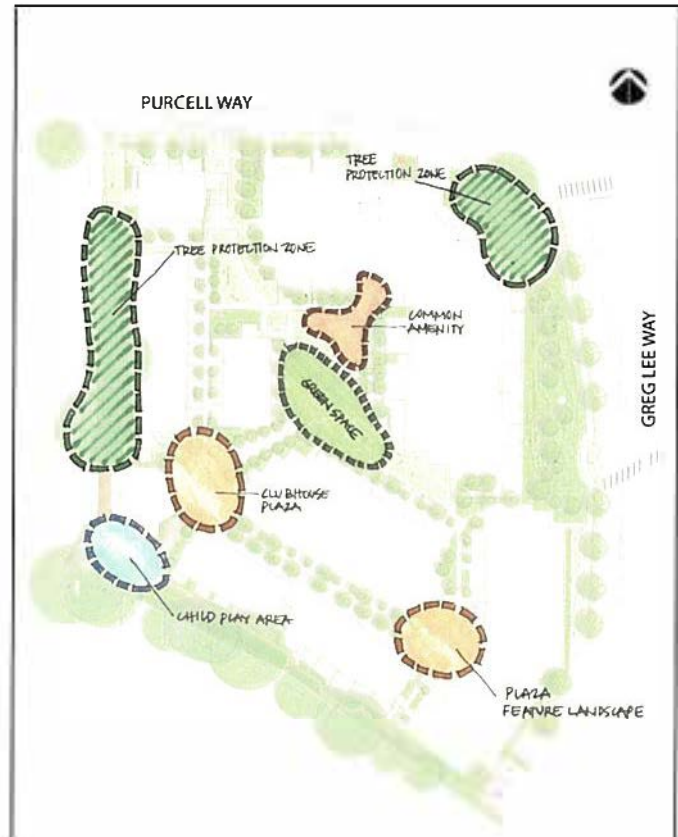 PURCELL WAY
TREE
PROTECTION ZONE
TREE PROTECTION ZONE
COMMON
AMENITY
GREG LEE WAY
GREEN SPACE
CLUBHOUSE
PLAZA
CHILD PLAY AREA
PLAZA
FEATURE LANDSCAPE